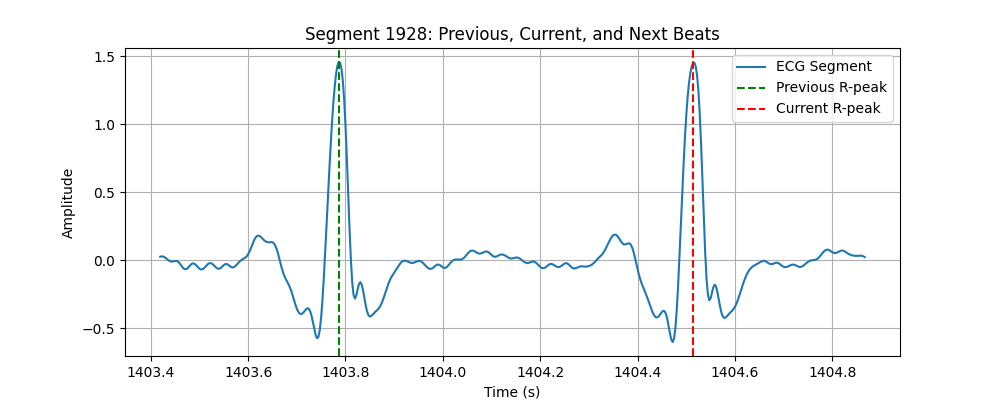 Segment 1928: Previous, Current, and Next Beats
1.5
1.0
0.5
0.0
−0.5
Amplitude
ECG Segment
Previous R-peak
Current R-peak
1403.4 1403.6 1403.8 1404.0 1404.2 1404.4 1404.6 1404.8
Time (s)